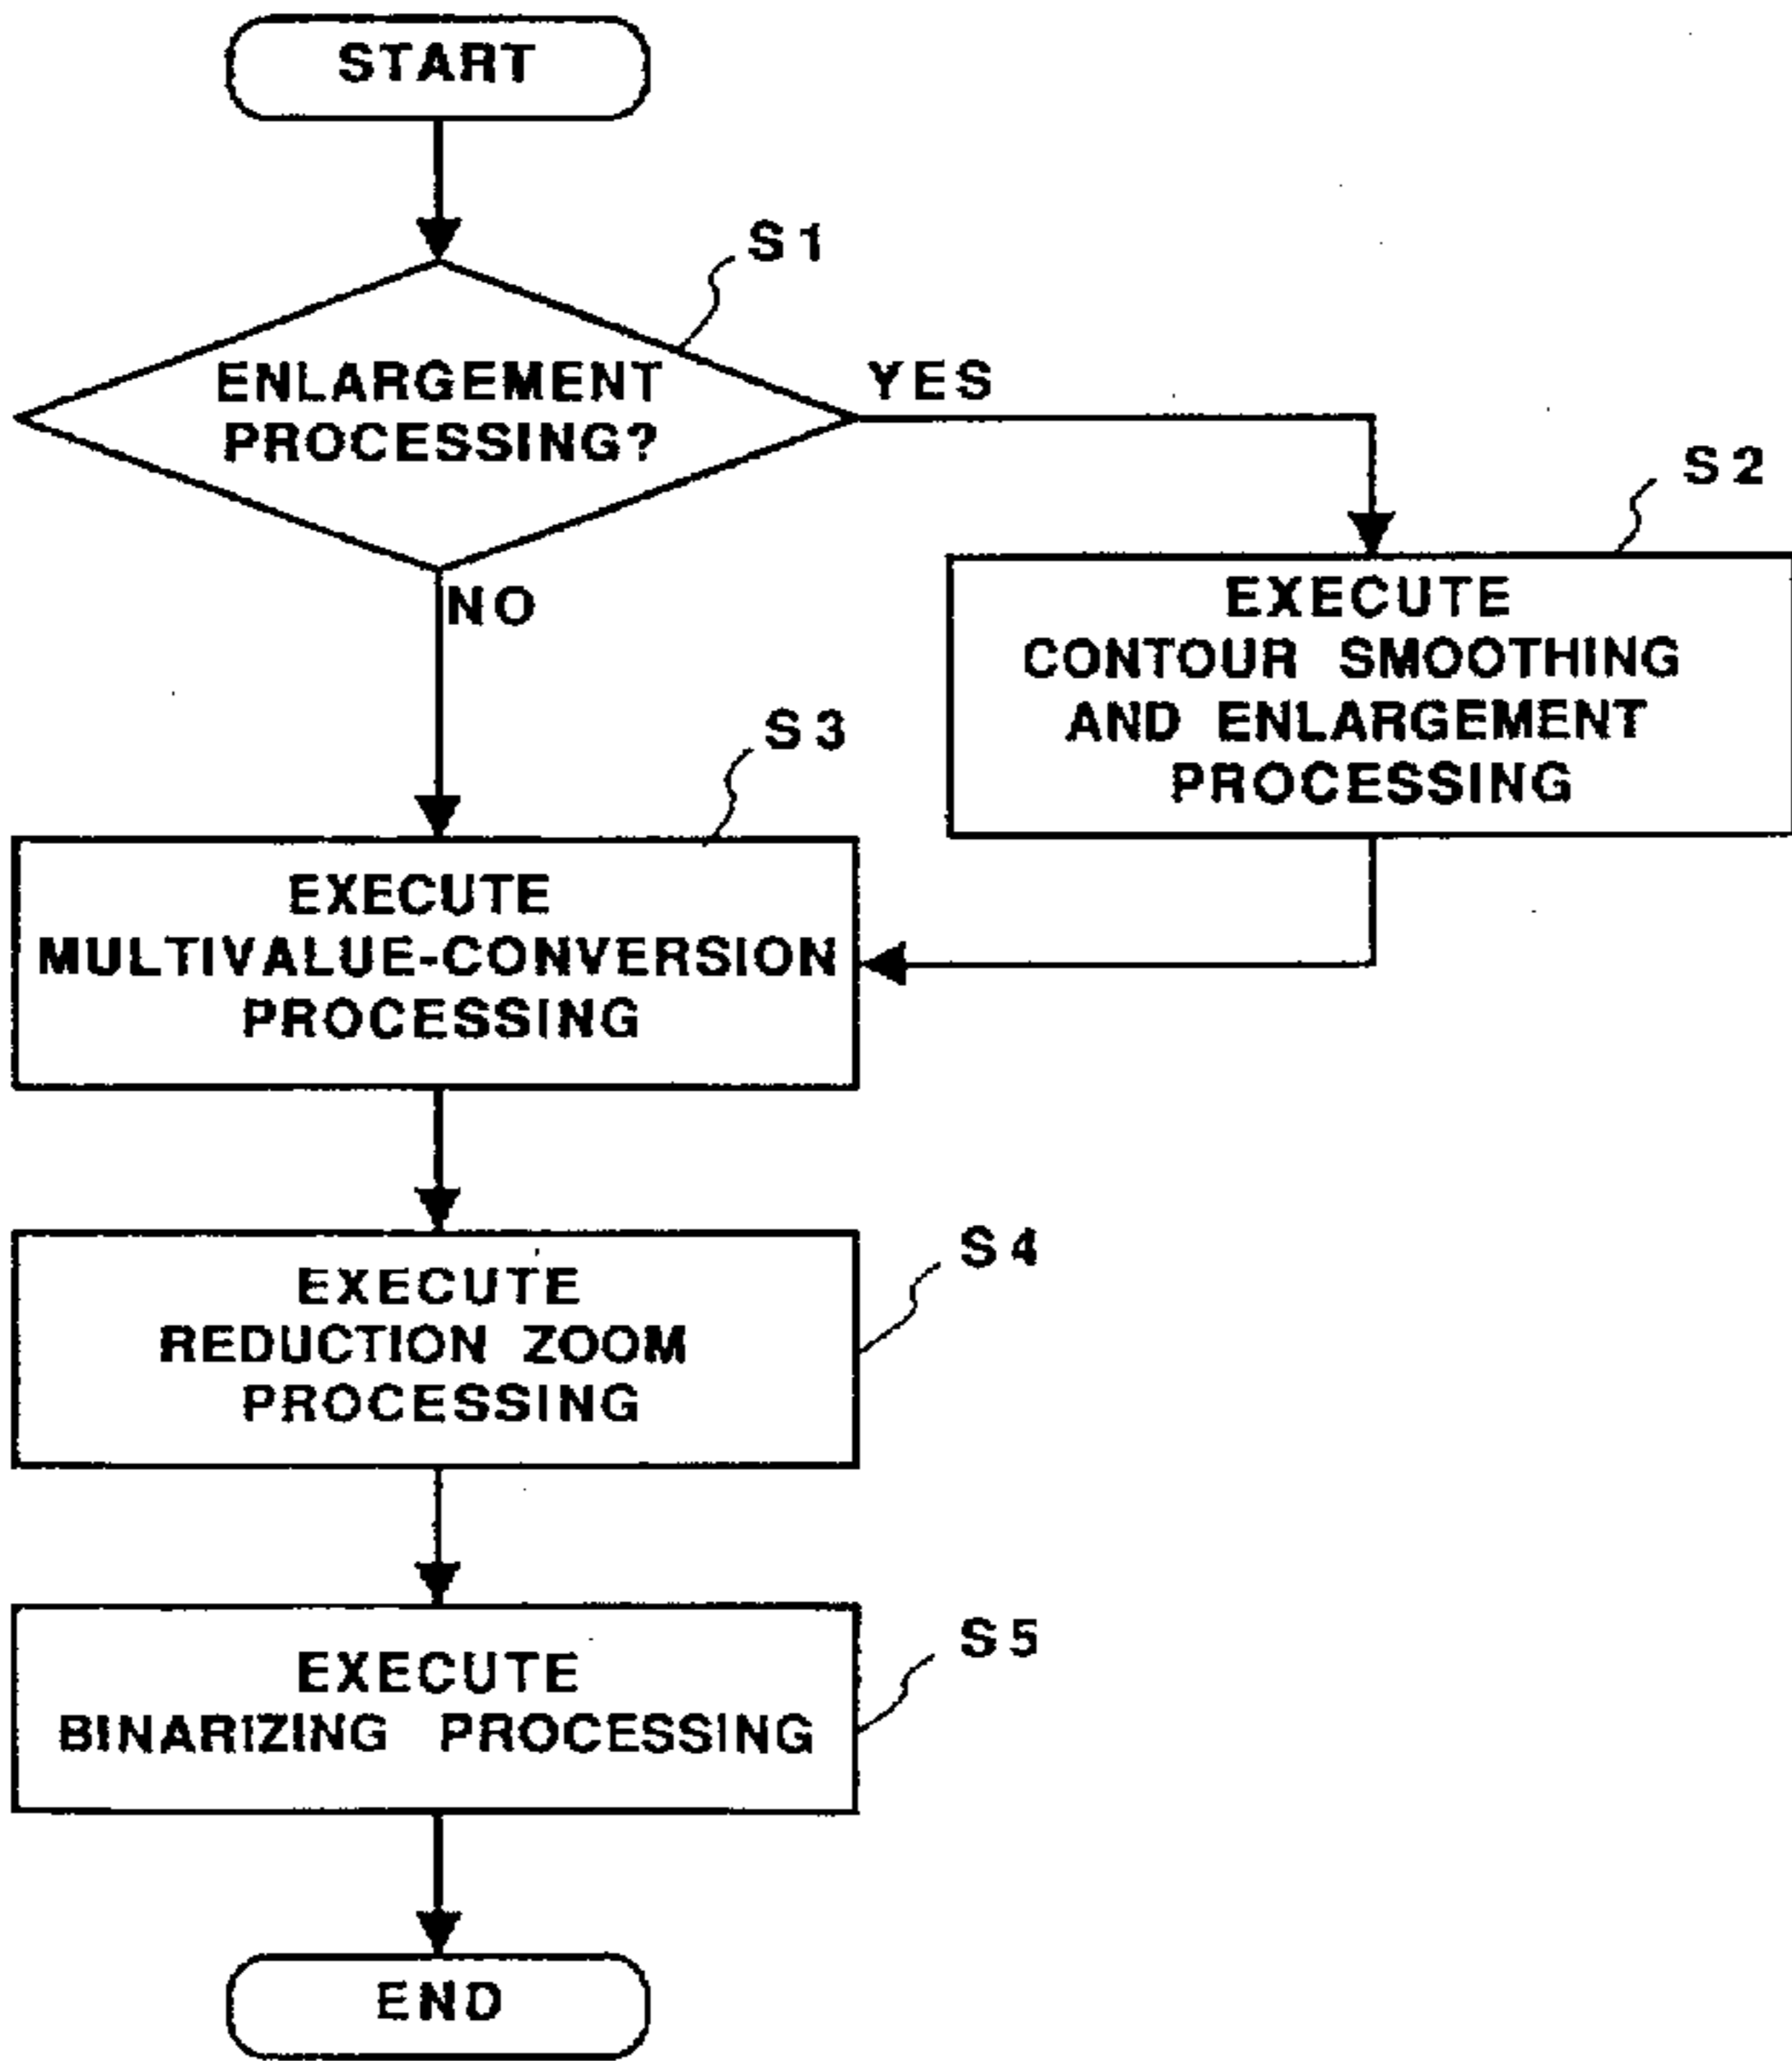 START
S1
ENLARGEMENT
PROCESSING?
YES
NO
S2
EXECUTE
CONTOUR SMOOTHING
AND ENLARGEMENT
PROCESSING
S3
EXECUTE
MULTIVALUE-CONVERSION
PROCESSING
S4
EXECUTE
REDUCTION ZOOM
PROCESSING
S5
EXECUTE
BINARIZING PROCESSING
END